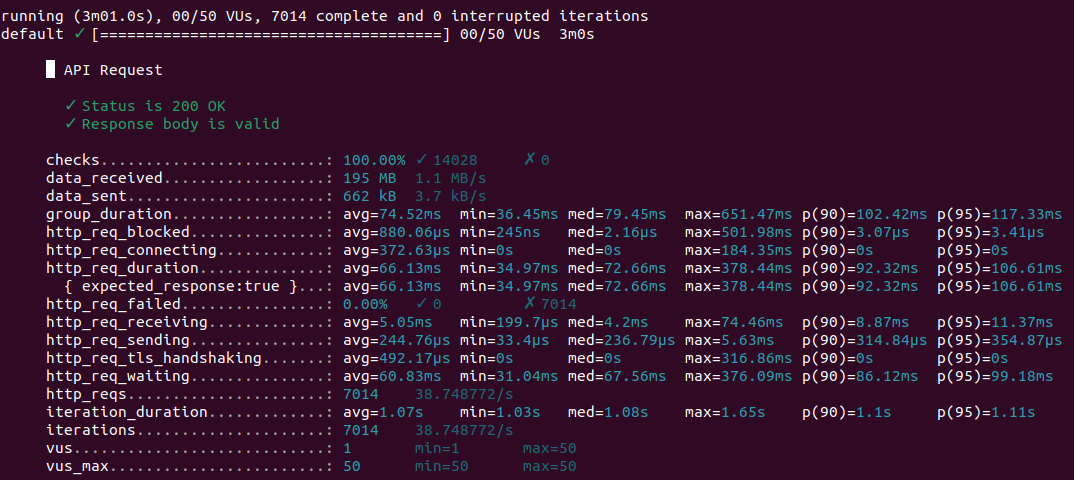 running (3m01.0s), 00/50 VUs, 7014 complete and 0 interrupted iterations
default ✓ [======================================] 00/50 VUs  3m0s
█ API Request
✓ Status is 200 OK
✓ Response body is valid
checks.........................: 100.00% ✓ 14028     ✗ 0
data_received..................: 195 MB  1.1 MB/s
data_sent......................: 662 kB  3.7 kB/s
group_duration.................: avg=74.52ms  min=36.45ms med=79.45ms  max=651.47ms p(90)=102.42ms p(95)=117.33ms
http_req_blocked...............: avg=880.06µs min=245ns   med=2.16µs   max=501.98ms p(90)=3.07µs   p(95)=3.41µs
http_req_connecting............: avg=372.63µs min=0s      med=0s       max=184.35ms p(90)=0s       p(95)=0s
http_req_duration..............: avg=66.13ms  min=34.97ms med=72.66ms  max=378.44ms p(90)=92.32ms  p(95)=106.61ms
{ expected_response:true }...: avg=66.13ms  min=34.97ms med=72.66ms  max=378.44ms p(90)=92.32ms  p(95)=106.61ms
http_req_failed................: 0.00%   ✓ 0         ✗ 7014
http_req_receiving.............: avg=5.05ms   min=199.7µs med=4.2ms    max=74.46ms  p(90)=8.87ms   p(95)=11.37ms
http_req_sending...............: avg=244.76µs min=33.4µs  med=236.79µs max=5.63ms   p(90)=314.84µs p(95)=354.87µs
http_req_tls_handshaking.......: avg=492.17µs min=0s      med=0s       max=316.86ms p(90)=0s       p(95)=0s
http_req_waiting...............: avg=60.83ms  min=31.04ms med=67.56ms  max=376.09ms p(90)=86.12ms  p(95)=99.18ms
http_reqs......................: 7014    38.748772/s
iteration_duration.............: avg=1.07s    min=1.03s   med=1.08s    max=1.65s    p(90)=1.1s     p(95)=1.11s
iterations.....................: 7014    38.748772/s
vus............................: 1       min=1       max=50
vus_max........................: 50      min=50      max=50